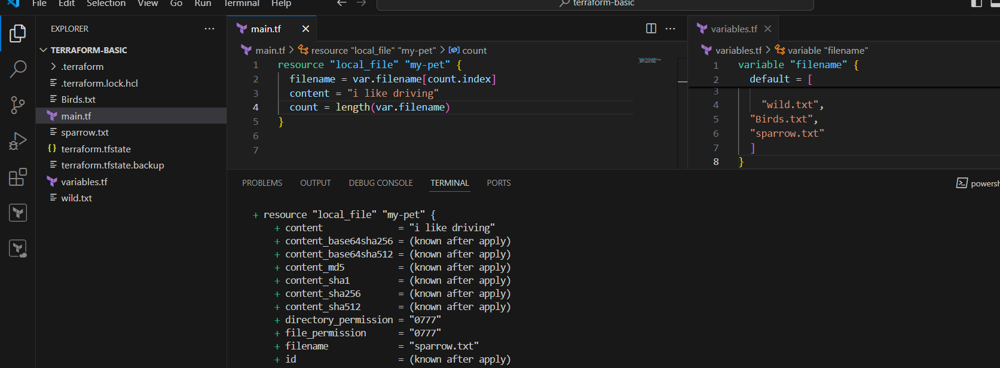 File Edit Selection View Go Run Terminal Help
terraform-basic
EXPLORER
TERRAFORM-BASIC
.terraform
.terraform.lock.hcl
Birds.txt
main.tf
sparrow.txt
terraform.tfstate
terraform.tfstate.backup
variables.tf
wild.txt
main.tf
main.tf > resource "local_file" "my-pet" > count
1 resource "local_file" "my-pet" {
2 filename = var.filename[count.index]
3 content = "i like driving"
4 count = length(var.filename)
5 }
6
7
variables.tf
variables.tf > variable "filename"
1 variable "filename" {
2 default = [
3
4 "wild.txt",
5 "Birds.txt",
6 "sparrow.txt"
7 ]
8 }
PROBLEMS OUTPUT DEBUG CONSOLE TERMINAL PORTS
powersh
+ resource "local_file" "my-pet" {
+ content = "i like driving"
+ content_base64sha256 = (known after apply)
+ content_base64sha512 = (known after apply)
+ content_md5 = (known after apply)
+ content_sha1 = (known after apply)
+ content_sha256 = (known after apply)
+ content_sha512 = (known after apply)
+ directory_permission = "0777"
+ file_permission = "0777"
+ filename = "sparrow.txt"
+ id = (known after apply)